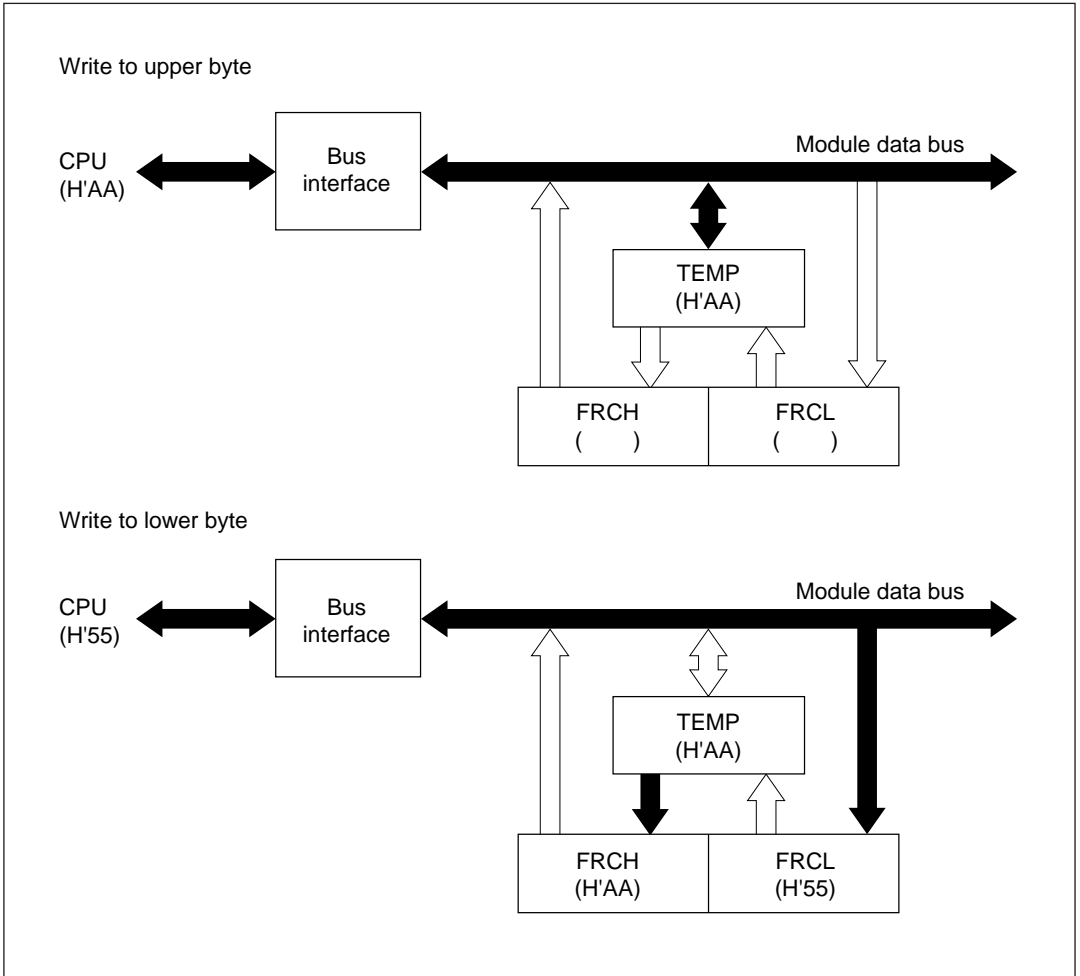 Write to upper byte
CPU
(H'AA)
Bus
interface
Module data bus
TEMP
(H'AA)
FRCH
( )
FRCL
( )
Write to lower byte
CPU
(H'55)
Bus
interface
Module data bus
TEMP
(H'AA)
FRCH
(H'AA)
FRCL
(H'55)